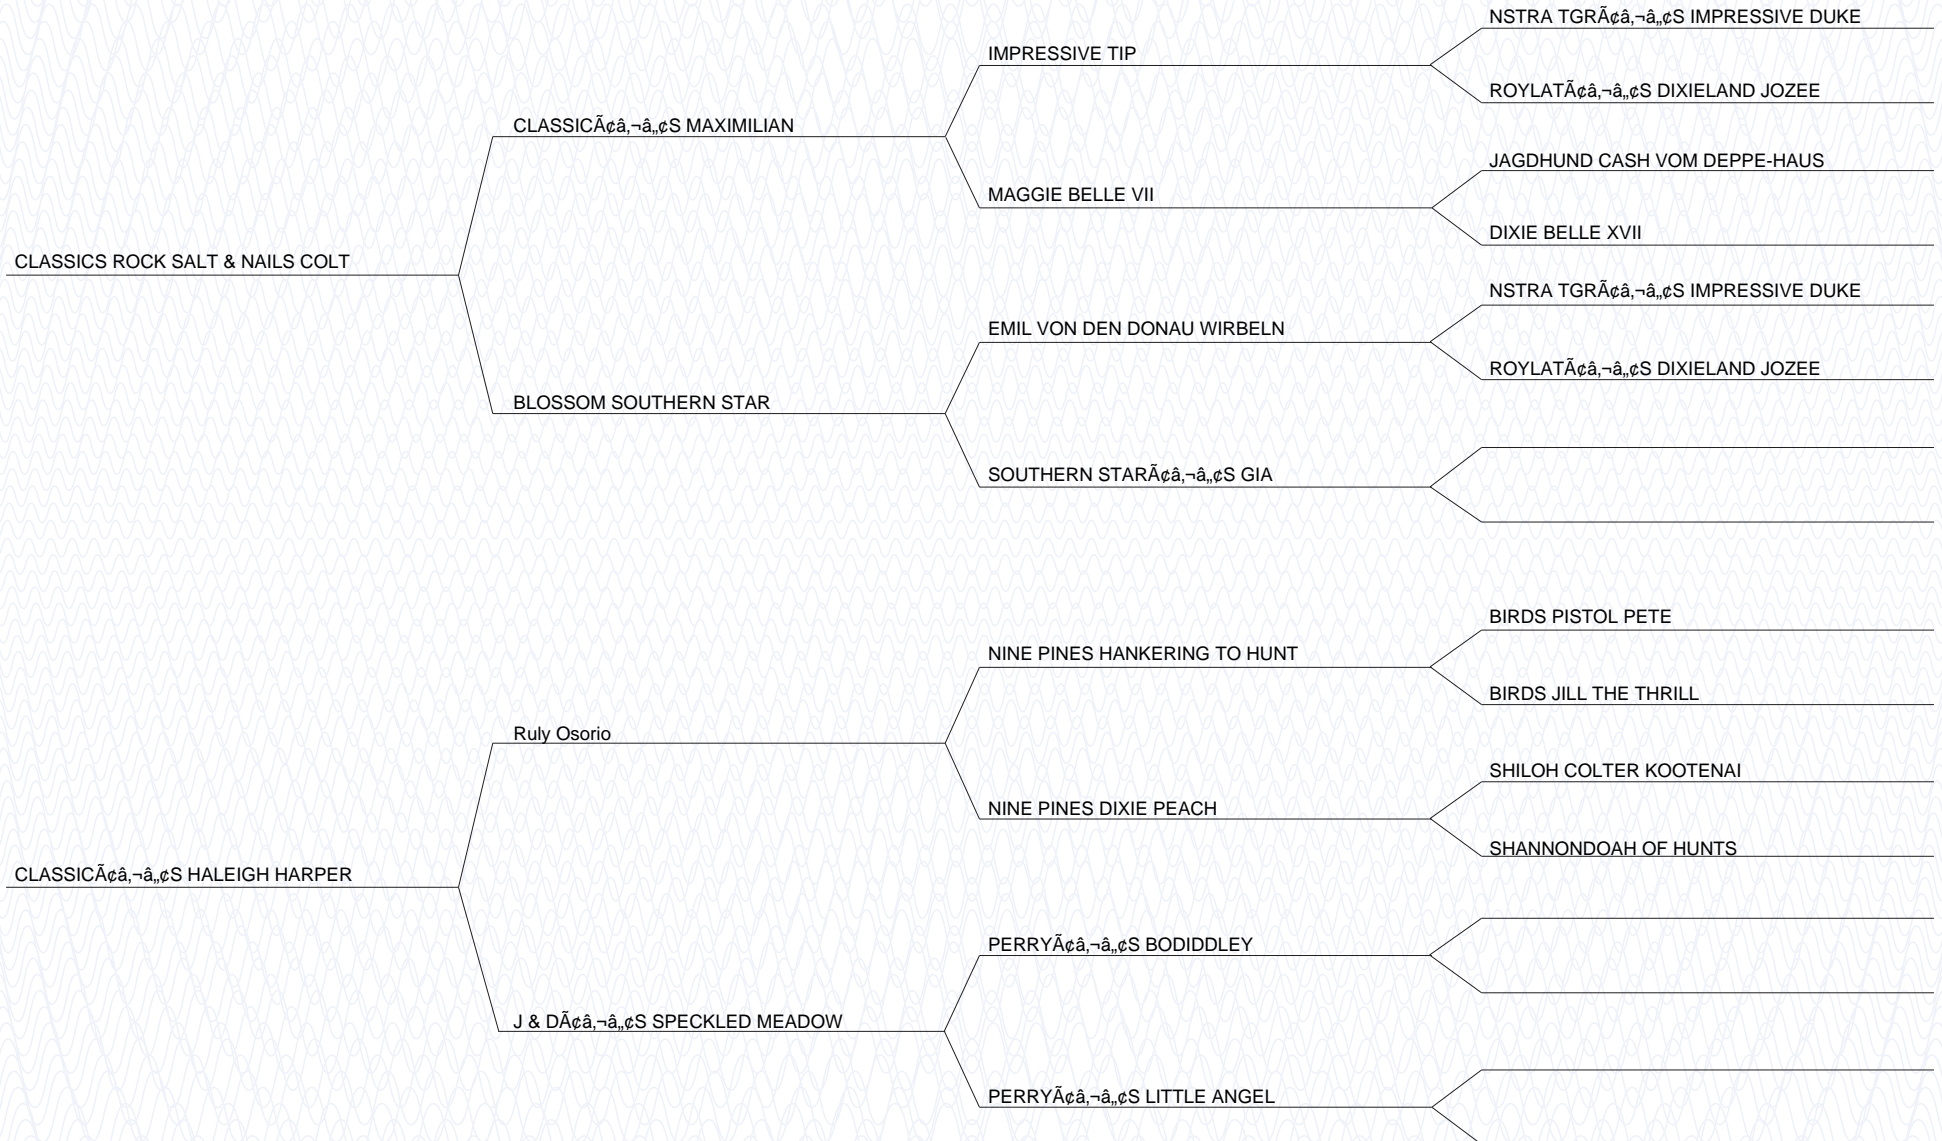 NSTRA TGRÃ¢â‚¬â„¢S IMPRESSIVE DUKE
IMPRESSIVE TIP
ROYLATÃ¢â‚¬â„¢S DIXIELAND JOZEE
CLASSICÃ¢â‚¬â„¢S MAXIMILIAN
JAGDHUND CASH VOM DEPPE-HAUS
MAGGIE BELLE VII
DIXIE BELLE XVII
CLASSICS ROCK SALT & NAILS COLT
NSTRA TGRÃ¢â‚¬â„¢S IMPRESSIVE DUKE
EMIL VON DEN DONAU WIRBELN
ROYLATÃ¢â‚¬â„¢S DIXIELAND JOZEE
BLOSSOM SOUTHERN STAR
SOUTHERN STARÃ¢â‚¬â„¢S GIA
BIRDS PISTOL PETE
NINE PINES HANKERING TO HUNT
BIRDS JILL THE THRILL
Ruly Osorio
SHILOH COLTER KOOTENAI
NINE PINES DIXIE PEACH
SHANNONDOAH OF HUNTS
CLASSICÃ¢â‚¬â„¢S HALEIGH HARPER
PERRYÃ¢â‚¬â„¢S BODIDDLEY
J & DÃ¢â‚¬â„¢S SPECKLED MEADOW
PERRYÃ¢â‚¬â„¢S LITTLE ANGEL